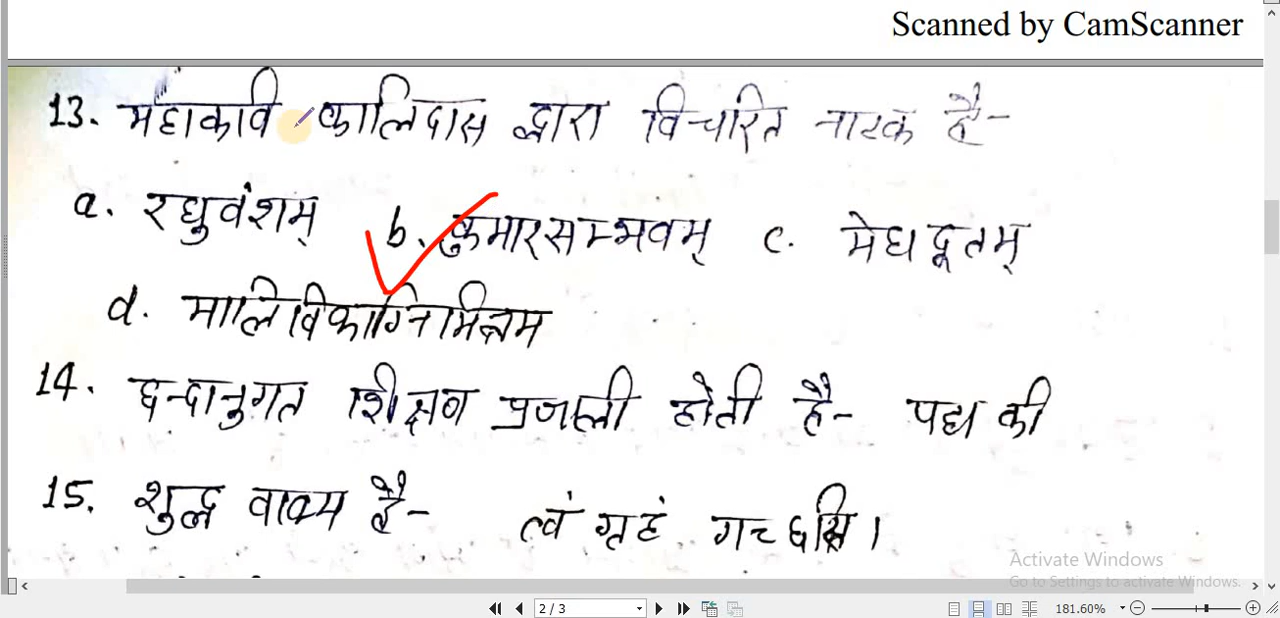 Scanned by CamScanner
13. महाकवि कालिदास द्वारा विचरित नाटक है-
a. रघुवंशम् b. कुमारसम्भवम् c. मेघदूतम्
d. मालविकाग्निमित्रम
14. छन्दानुगत शिक्षण प्रणाली होती है- पद्य की
15. शुद्ध वाक्य है- त्वं गृहं गच्छसि।
Activate Windows
Go to Settings to activate Windows.
2 / 3 181.60%